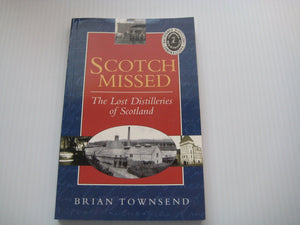 SCOTCH
MISSED
The Lost Distilleries
of Scotland
BRIAN TOWNSEND